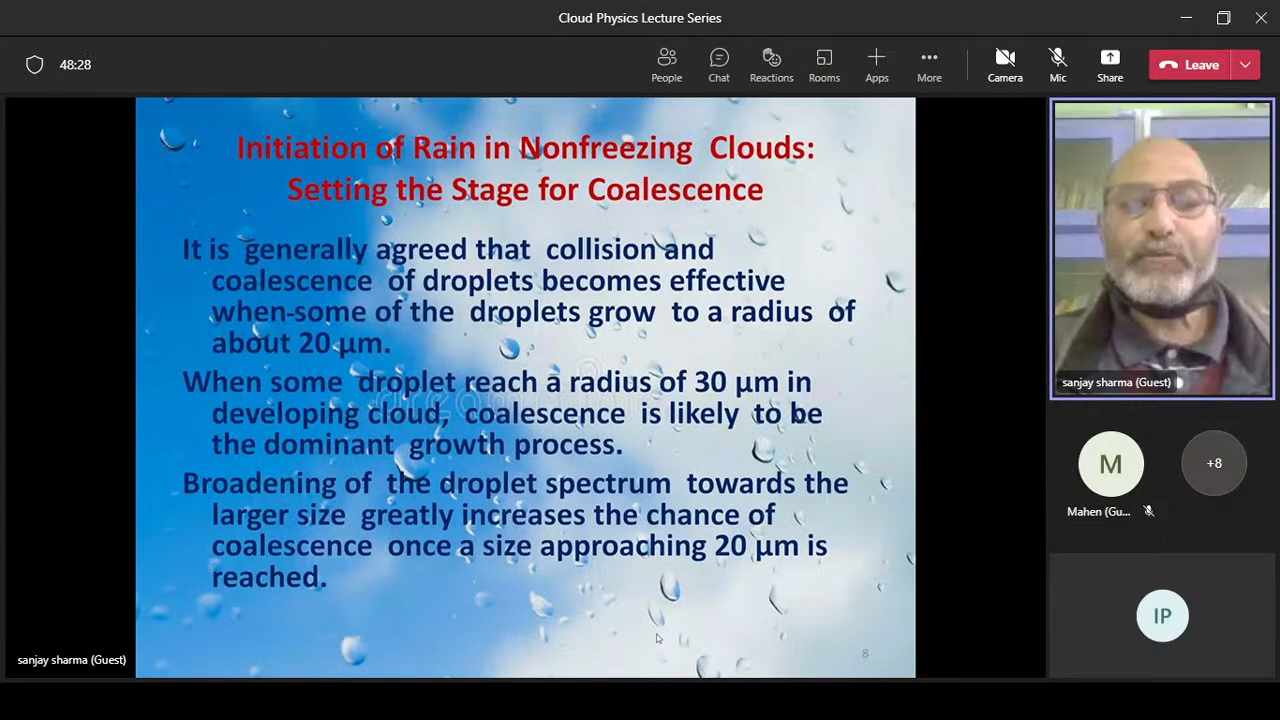 Cloud Physics Lecture Series
48:28
People
Chat
Reactions
Rooms
Apps
More
Camera
Mic
Share
Leave
Initiation of Rain in Nonfreezing Clouds:
Setting the Stage for Coalescence
It is generally agreed that collision and
coalescence of droplets becomes effective
when-some of the droplets grow to a radius of
about 20 µm.
When some droplet reach a radius of 30 µm in
developing cloud, coalescence is likely to be
the dominant growth process.
Broadening of the droplet spectrum towards the
larger size greatly increases the chance of
coalescence once a size approaching 20 µm is
reached.
8
sanjay sharma (Guest)
sanjay sharma (Guest)
M
+8
Mahen (Gu...
IP